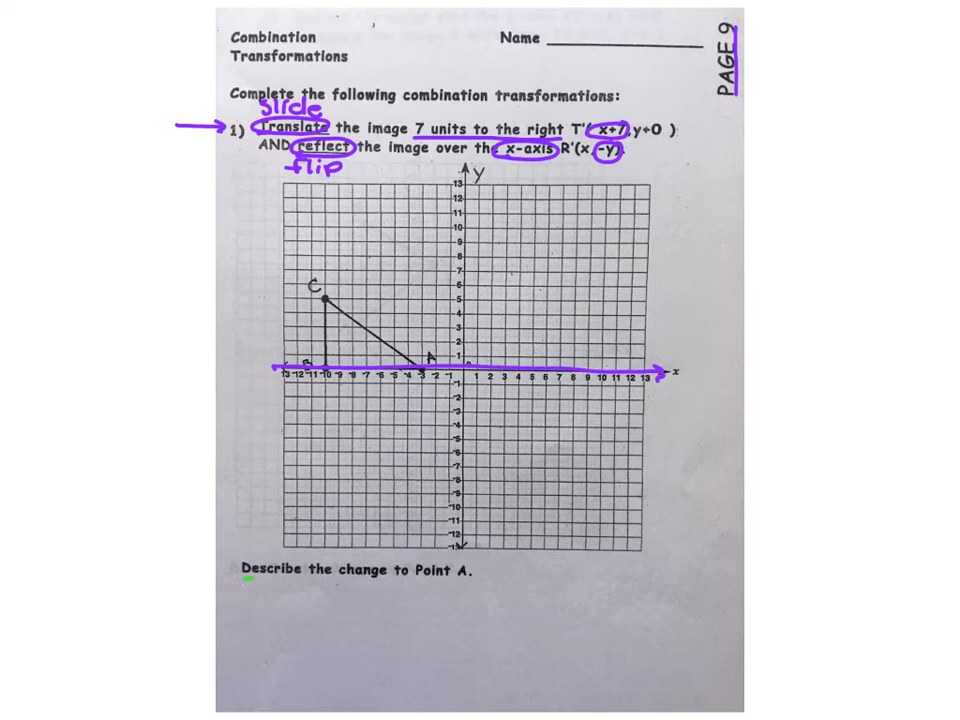 Combination
Transformations
Name
PAGE 9
Complete the following combination transformations:
Slide
1) Translate the image 7 units to the right T'( x+7,y+0 )
AND reflect the image over the x-axis R'(x,-y).
flip
y
13
12
11
10
9
8
7
6
C
5
4
3
2
B A 1
13 -12 -11 -10 -9 -8 -7 -6 -5 -4 -3 -2 -1 1 2 3 4 5 6 7 8 9 10 11 12 13 x
-1
-2
-3
-4
-5
-6
-7
-8
-9
-10
-11
-12
Describe the change to Point A.